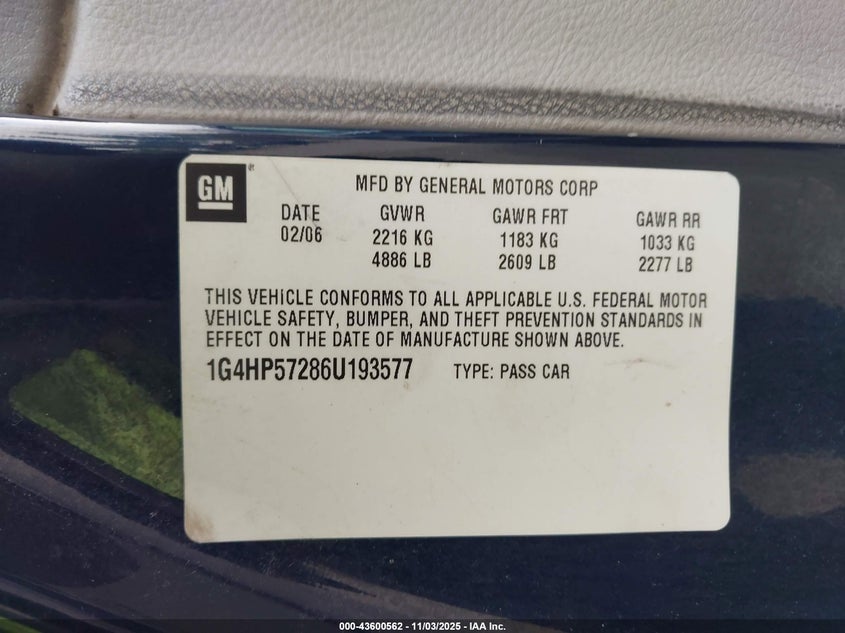 GM
MFD BY GENERAL MOTORS CORP
DATE GVWR GAWR FRT GAWR RR
02/06 2216 KG 1183 KG 1033 KG
4886 LB 2609 LB 2277 LB
THIS VEHICLE CONFORMS TO ALL APPLICABLE U.S. FEDERAL MOTOR
VEHICLE SAFETY, BUMPER, AND THEFT PREVENTION STANDARDS IN
EFFECT ON THE DATE OF MANUFACTURE SHOWN ABOVE.
1G4HP57286U193577 TYPE: PASS CAR
000-43600562 - 11/03/2025 - IAA Inc.